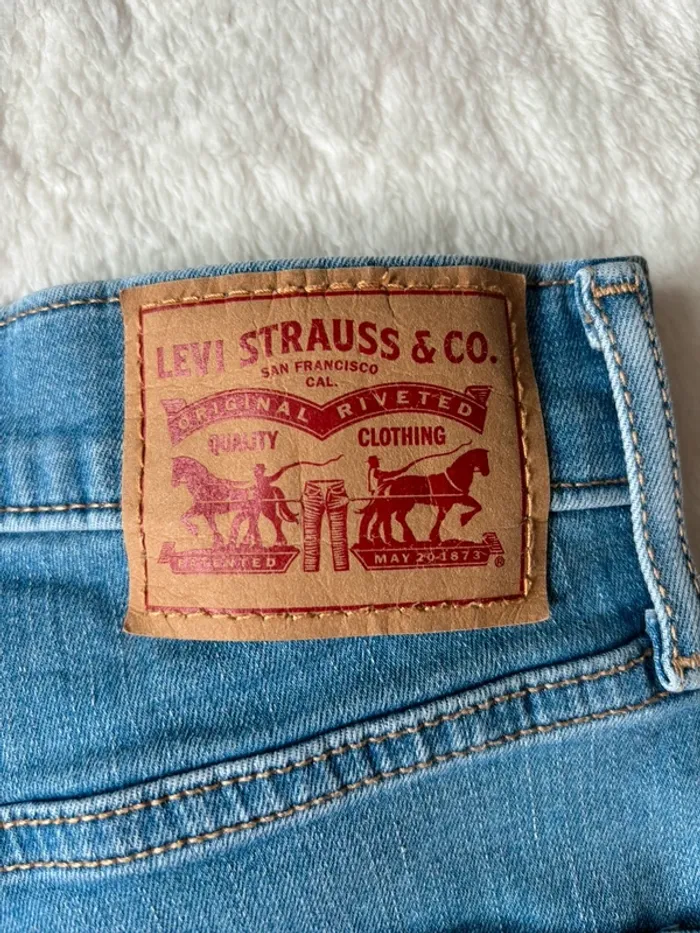 LEVI STRAUSS & CO.
SAN FRANCISCO
CAL.
ORIGINAL RIVETED
QUALITY CLOTHING
PATENTED MAY 20 1873 ®